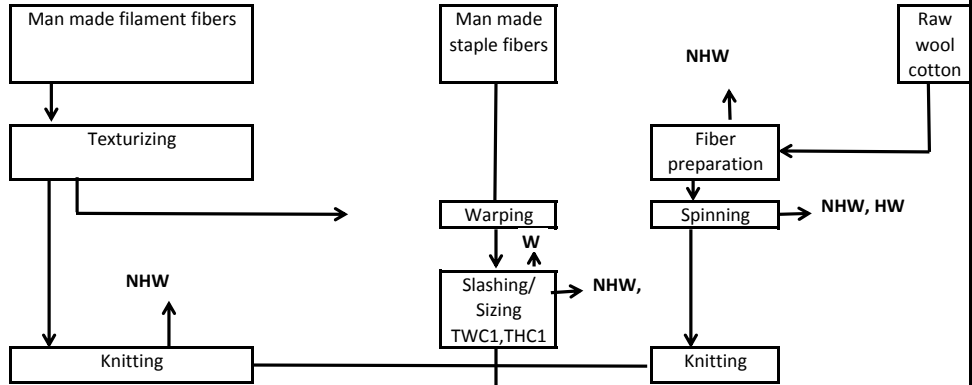 Man made filament fibers
Man made
staple fibers
Raw
wool
cotton
NHW
Texturizing
Fiber
preparation
Warping
Spinning
NHW, HW
W
NHW
Slashing/
Sizing
TWC1,THC1
NHW,
Knitting
Knitting